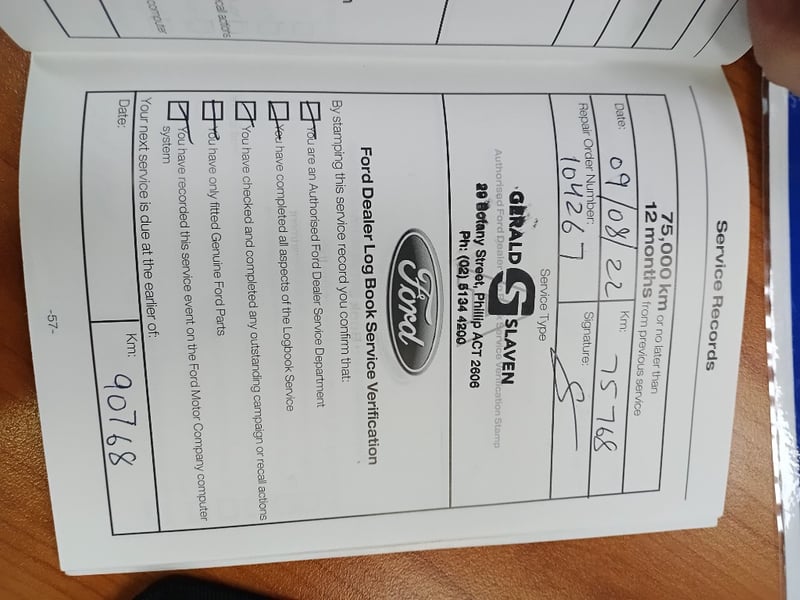 Service Records
75,000 km or no later than
12 months from previous service
Date: 09/08/22 Km: 75768
Repair Order Number: Signature:
104267
Service Type
Authorised Ford Dealer Service Verification Stamp
GERALD S SLAVEN
29 Botany Street, Phillip ACT 2606
Ph: (02) 5134 4200
Ford
Ford Dealer Log Book Service Verification
By stamping this service record you confirm that:
You are an Authorised Ford Dealer Service Department
You have completed all aspects of the Logbook Service
You have checked and completed any outstanding campaign or recall actions
You have only fitted Genuine Ford Parts
You have recorded this service event on the Ford Motor Company computer
system
Your next service is due at the earlier of:
Date: Km: 90768
-57-
call actions
computer